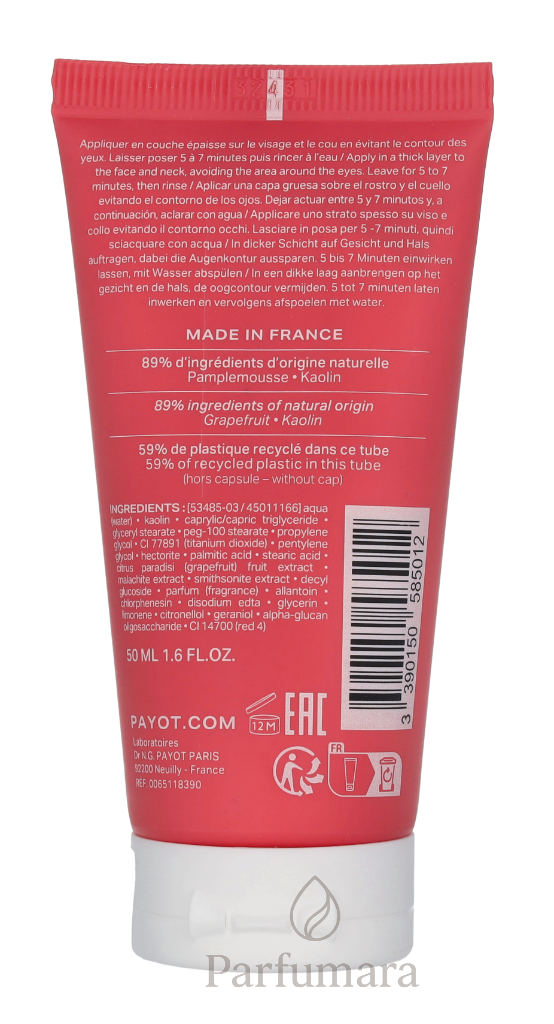 Appliquer en couche épaisse sur le visage et le cou en évitant le contour des
yeux. Laisser poser 5 à 7 minutes puis rincer à l'eau / Apply in a thick layer to
the face and neck, avoiding the area around the eyes. Leave for 5 to 7
minutes, then rinse / Aplicar una capa gruesa sobre el rostro y el cuello
evitando el contorno de los ojos. Dejar actuar entre 5 y 7 minutos y, a
continuación, aclarar con agua / Applicare uno strato spesso su viso e
collo evitando il contorno occhi. Lasciare in posa per 5 -7 minuti, quindi
sciacquare con acqua / In dicker Schicht auf Gesicht und Hals
auftragen, dabei die Augenkontur aussparen. 5 bis 7 Minuten einwirken
lassen, mit Wasser abspülen / In een dikke laag aanbrengen op het
gezicht en de hals, de oogcontour vermijden. 5 tot 7 minuten laten
inwerken en vervolgens afspoelen met water.
MADE IN FRANCE
89% d'ingrédients d'origine naturelle
Pamplemousse • Kaolin
89% ingredients of natural origin
Grapefruit • Kaolin
59% de plastique recyclé dans ce tube
59% of recycled plastic in this tube
(hors capsule – without cap)
INGREDIENTS : [53485-03 / 45011166] aqua
(water) • kaolin • caprylic/capric triglyceride •
glyceryl stearate • peg-100 stearate • propylene
glycol • CI 77891 (titanium dioxide) • pentylene
glycol • hectorite • palmitic acid • stearic acid •
citrus paradisi (grapefruit) fruit extract •
malachite extract • smithsonite extract • decyl
glucoside • parfum (fragrance) • allantoin •
chlorphenesin • disodium edta • glycerin •
limonene • citronellol • geraniol • alpha-glucan
oligosaccharide • CI 14700 (red 4)
3 390150 585012
50 ML 1.6 FL.OZ.
PAYOT.COM
12 M
EAC
Laboratoires
Dr N.G. PAYOT PARIS
92200 Neuilly - France
REF. 0065118390
FR
Parfumara